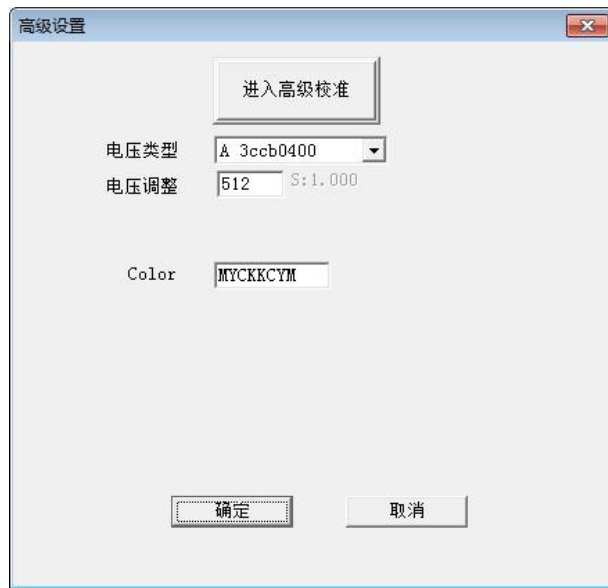 高级设置
进入高级校准
电压类型 A 3ccb0400
电压调整 512 S:1.000
Color MYCKKCYM
确定 取消